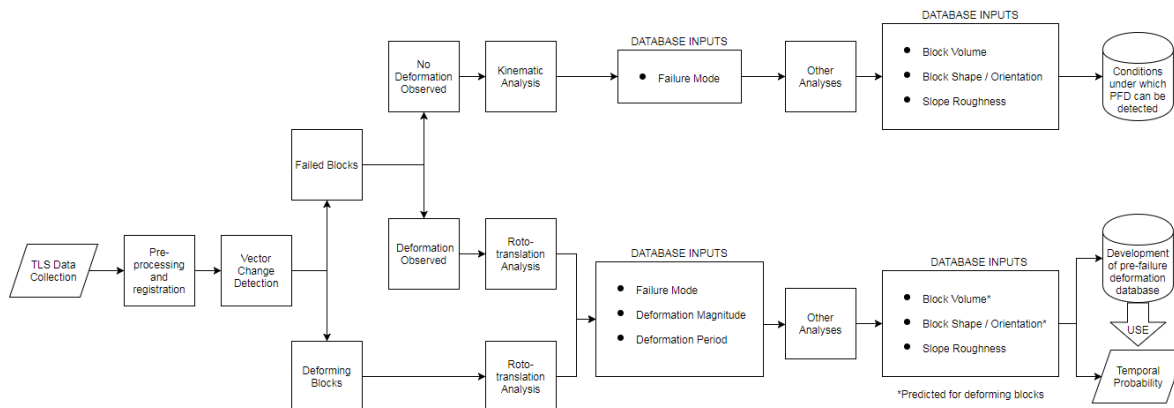 DATABASE INPUTS
DATABASE INPUTS
No
Deformation
Observed
Kinematic
Analysis
• Failure Mode
Other
Analyses
• Block Volume
• Block Shape / Orientation
• Slope Roughness
Conditions
under which
PFD can be
detected
Failed Blocks
TLS Data
Collection
Pre-
processing
and
registration
Vector
Change
Detection
Deformation
Observed
Roto-
translation
Analysis
DATABASE INPUTS
• Failure Mode
• Deformation Magnitude
• Deformation Period
Other
Analyses
DATABASE INPUTS
• Block Volume*
• Block Shape / Orientation*
• Slope Roughness
Development
of pre-failure
deformation
database
USE
Deforming
Blocks
Roto-
translation
Analysis
Temporal
Probability
*Predicted for deforming blocks